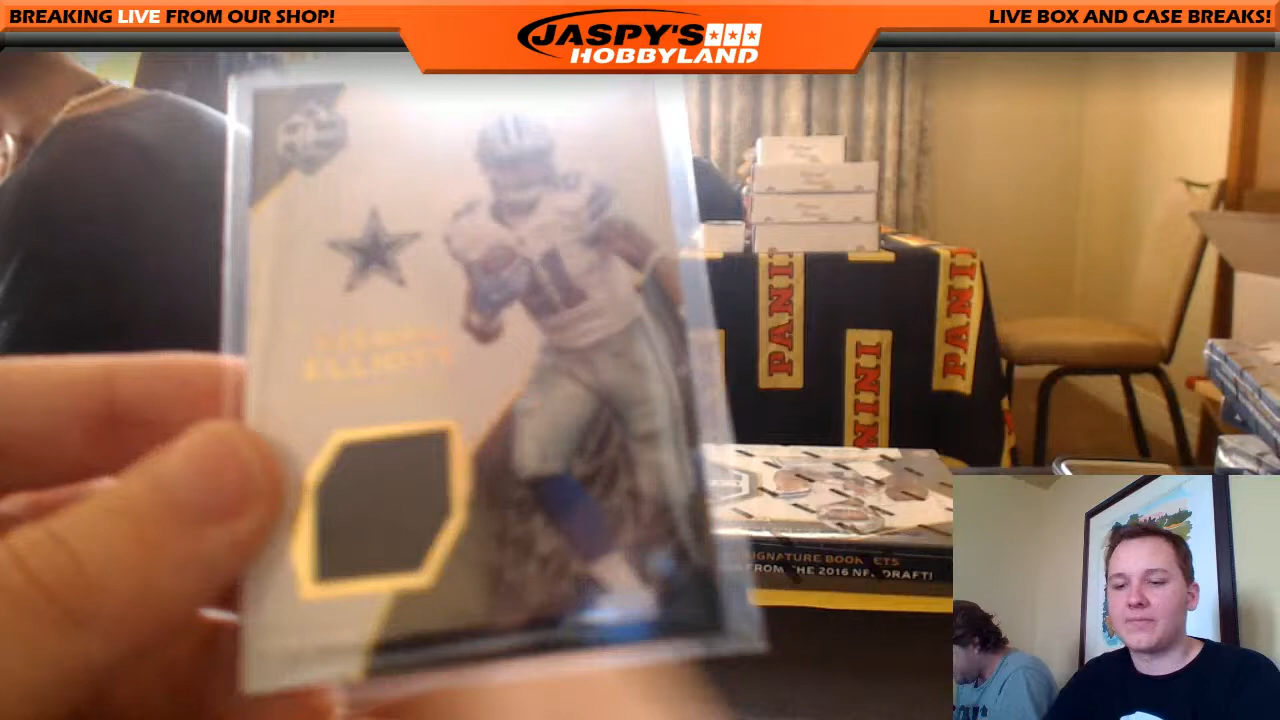 BREAKING LIVE FROM OUR SHOP!
JASPY'S
HOBBYLAND
LIVE BOX AND CASE BREAKS!
ELLIOTT
PANINI
PANINI
PANINI
SIGNATURE BOOKLETS
FROM THE 2016 NFL DRAFT!